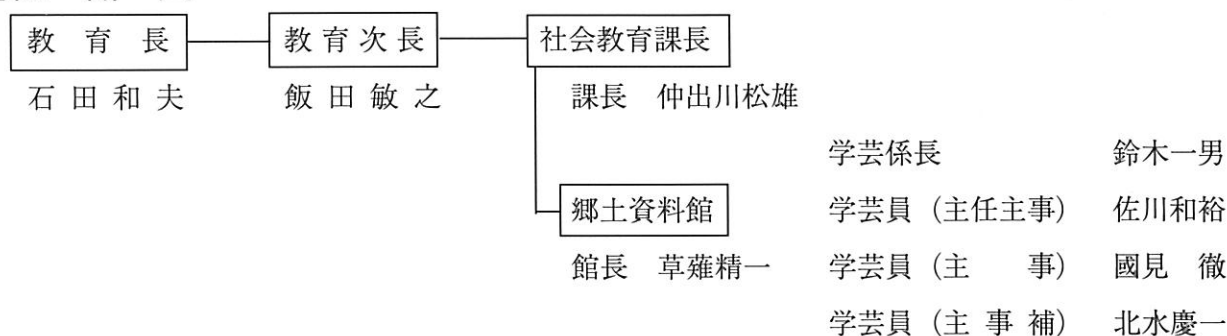 教育長 教育次長 社会教育課長
石田和夫 飯田敏之 課長 仲出川松雄
学芸係長 鈴木一男
郷土資料館 学芸員（主任主事） 佐川和裕
館長 草薙精一 学芸員（主　事） 國見　徹
学芸員（主事補） 北水慶一